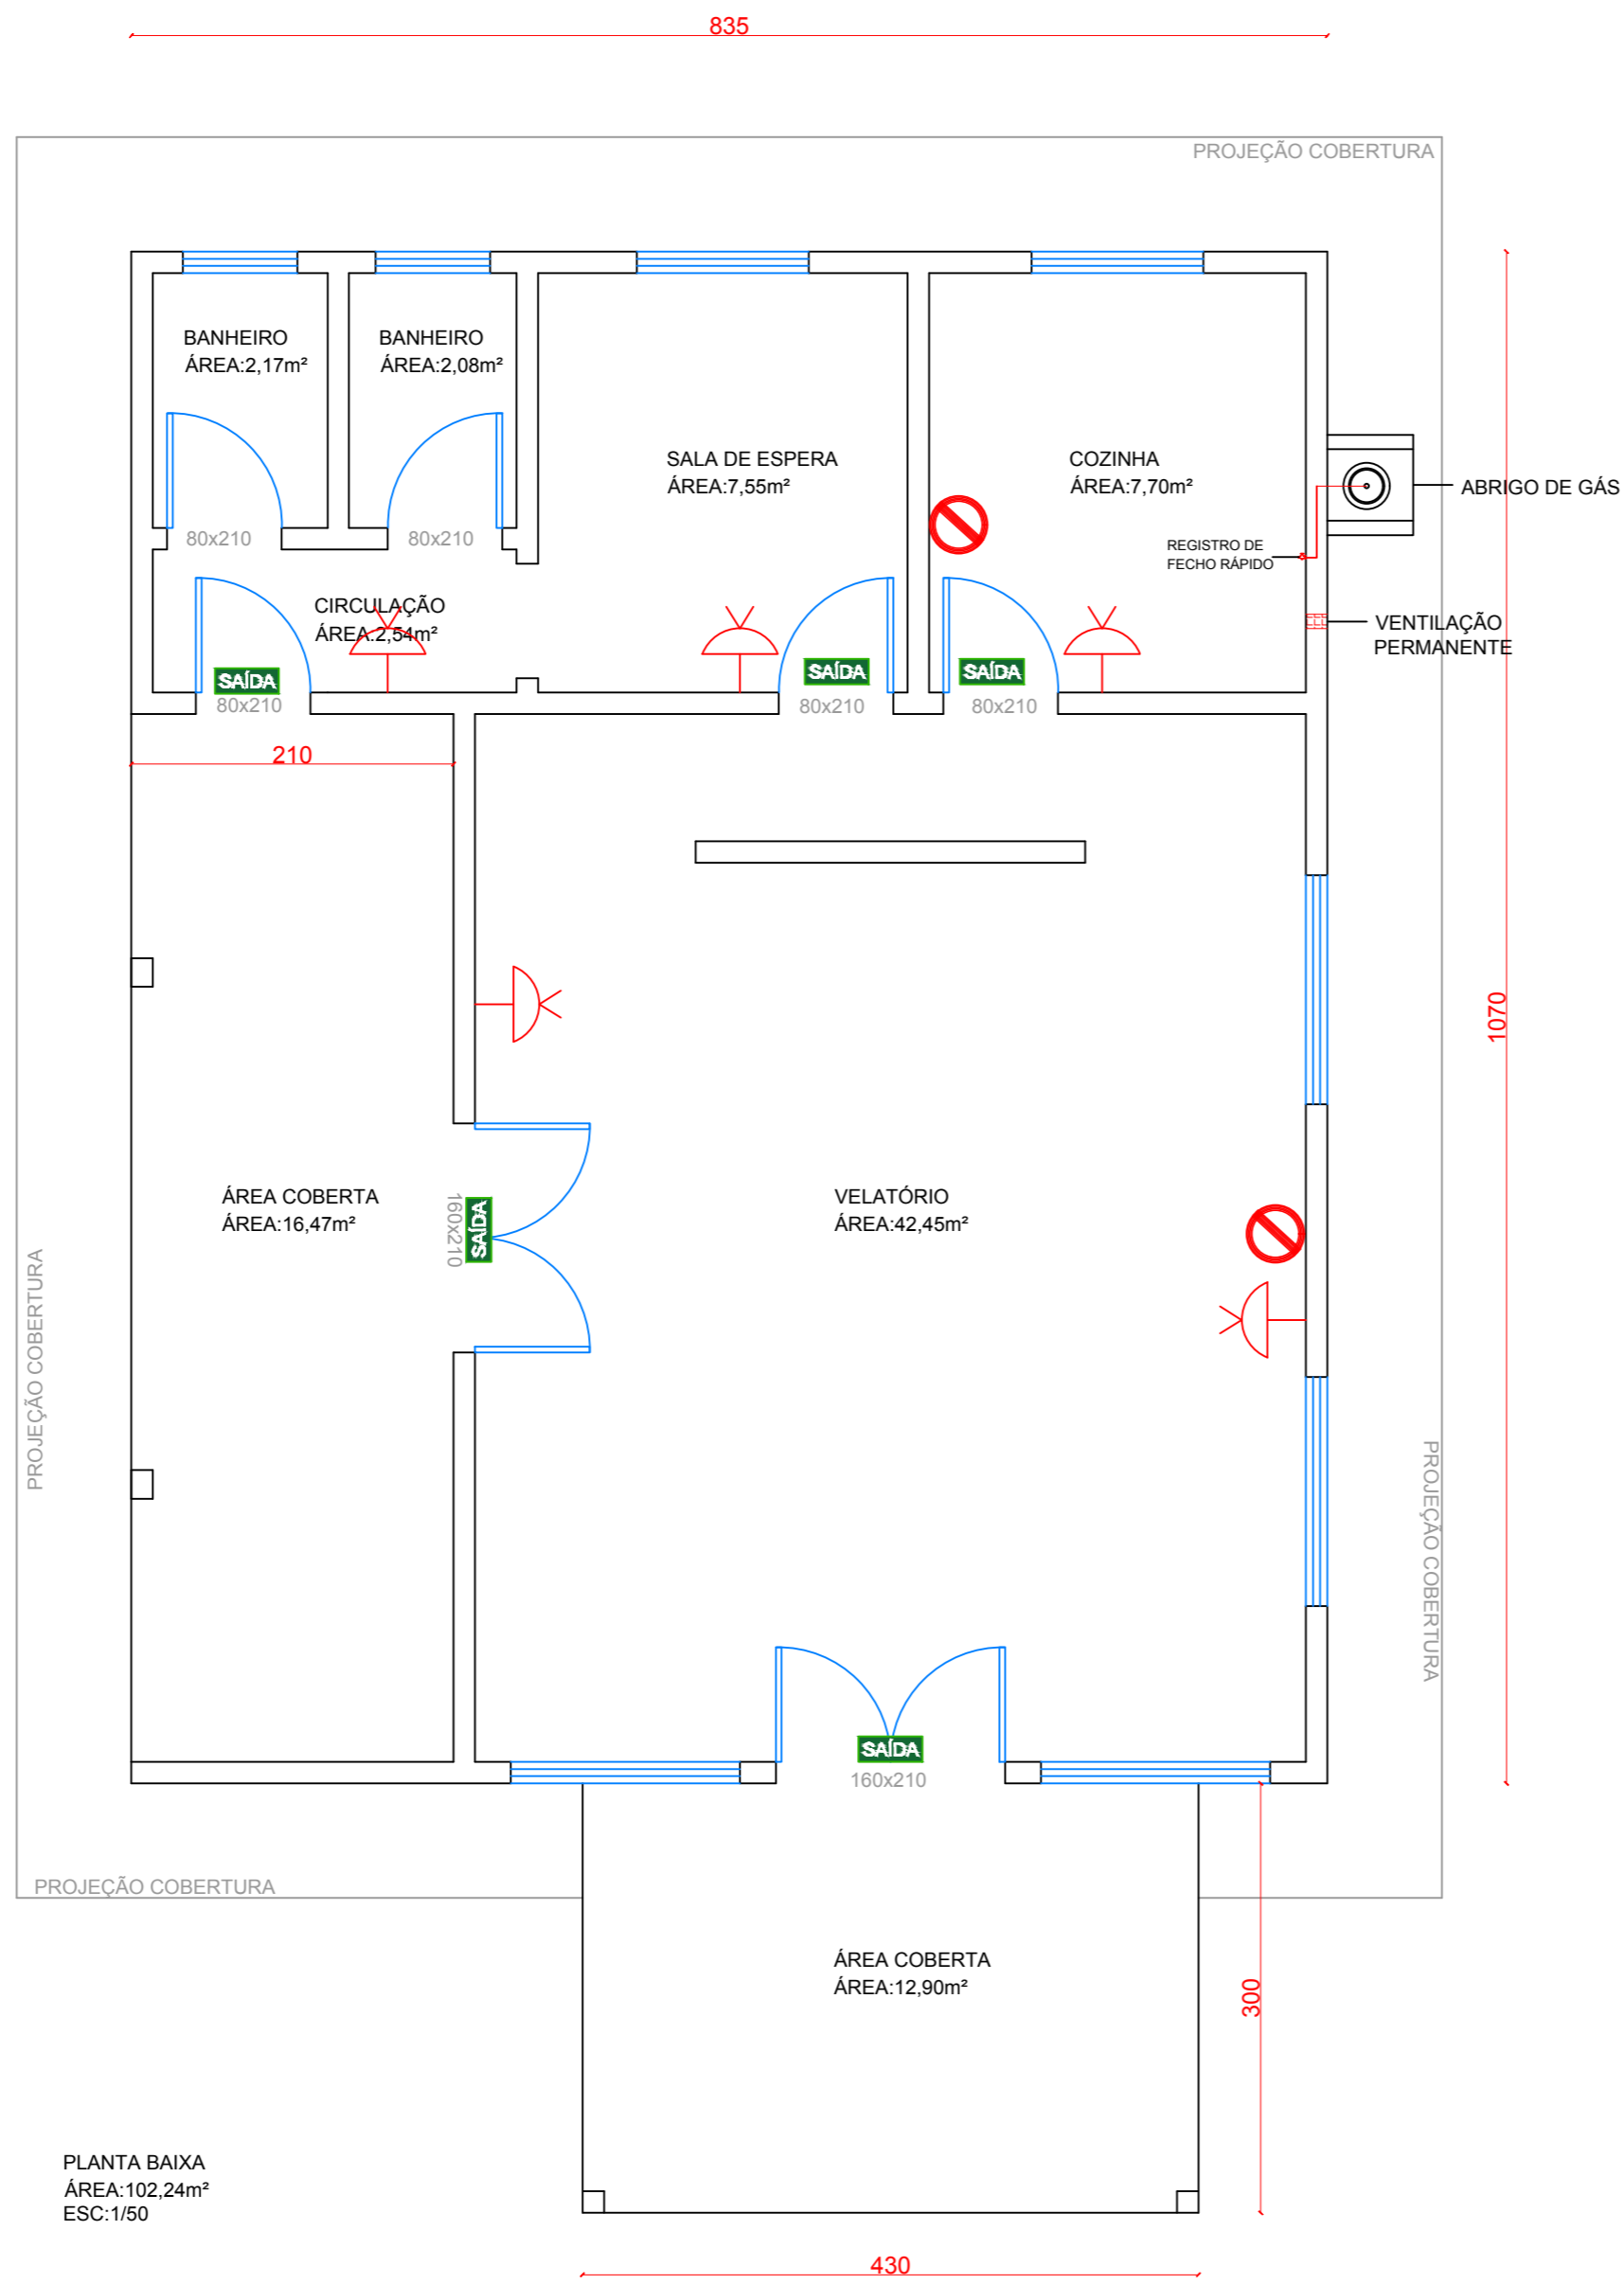 835
PROJEÇÃO COBERTURA
BANHEIRO
ÁREA:2,17m²
BANHEIRO
ÁREA:2,08m²
SALA DE ESPERA
ÁREA:7,55m²
COZINHA
ÁREA:7,70m²
ABRIGO DE GÁS
80x210
80x210
REGISTRO DE
FECHO RÁPIDO
CIRCULAÇÃO
ÁREA:2,54m²
VENTILAÇÃO
PERMANENTE
SAÍDA
80x210
SAÍDA
80x210
SAÍDA
80x210
210
1070
ÁREA COBERTA
ÁREA:16,47m²
160x210
SAÍDA
VELATÓRIO
ÁREA:42,45m²
PROJEÇÃO COBERTURA
PROJEÇÃO COBERTURA
SAÍDA
160x210
PROJEÇÃO COBERTURA
ÁREA COBERTA
ÁREA:12,90m²
300
PLANTA BAIXA
ÁREA:102,24m²
ESC:1/50
430